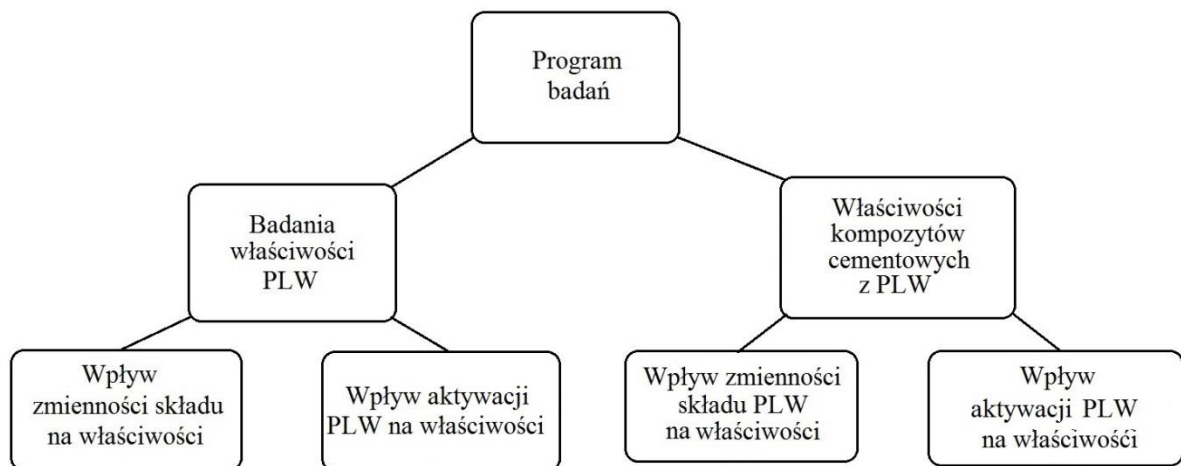 Program
badań
Badania
właściwości
PLW
Właściwości
kompozytów
cementowych
z PLW
Wpływ
zmienności składu
na właściwości
Wpływ aktywacji
PLW na właściwości
Wpływ zmienności
składu PLW
na właściwości
Wpływ
aktywacji PLW
na właściwośći